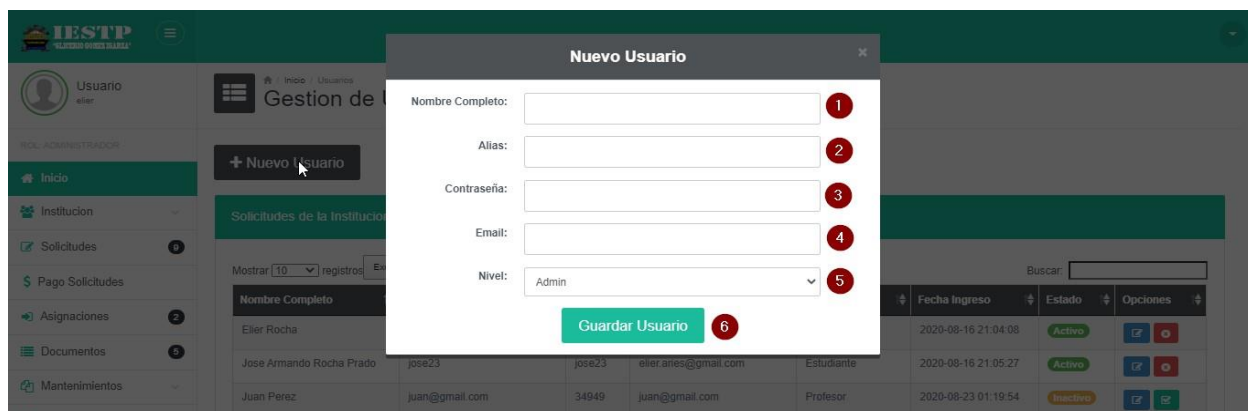 IESTP
Nuevo Usuario
×
Usuario
elier
/ Inicio / Usuarios
Gestion de
Nombre Completo:
1
Alias:
2
ROL: ADMINISTRADOR
+ Nuevo Usuario
Inicio
Contraseña:
3
Institucion
Solicitudes de la Institucion
Email:
4
Solicitudes
9
Nivel:
Admin
5
Mostrar 10 registros
Buscar:
$ Pago Solicitudes
Nombre Completo
Fecha Ingreso
Estado
Opciones
Guardar Usuario
6
Asignaciones
2
Elier Rocha
2020-08-16 21:04:08
Activo
Documentos
5
Jose Armando Rocha Prado
jose23
jose23
elier.aries@gmail.com
Estudiante
2020-08-16 21:05:27
Activo
Mantenimientos
Juan Perez
juan@gmail.com
34949
juan@gmail.com
Profesor
2020-08-23 01:19:54
Inactivo